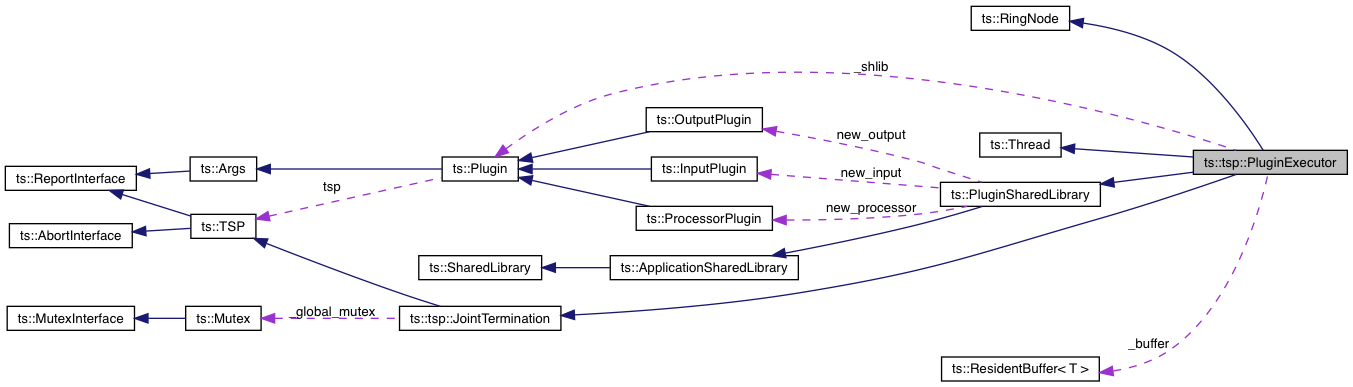 ts::RingNode
_shlib
ts::OutputPlugin
new_output
ts::Thread
ts::tsp::PluginExecutor
ts::ReportInterface
ts::Args
ts::Plugin
ts::InputPlugin
new_input
tsp
ts::PluginSharedLibrary
new_processor
ts::ProcessorPlugin
ts::AbortInterface
ts::TSP
ts::SharedLibrary
ts::ApplicationSharedLibrary
ts::MutexInterface
ts::Mutex
_global_mutex
ts::tsp::JointTermination
_buffer
ts::ResidentBuffer< T >